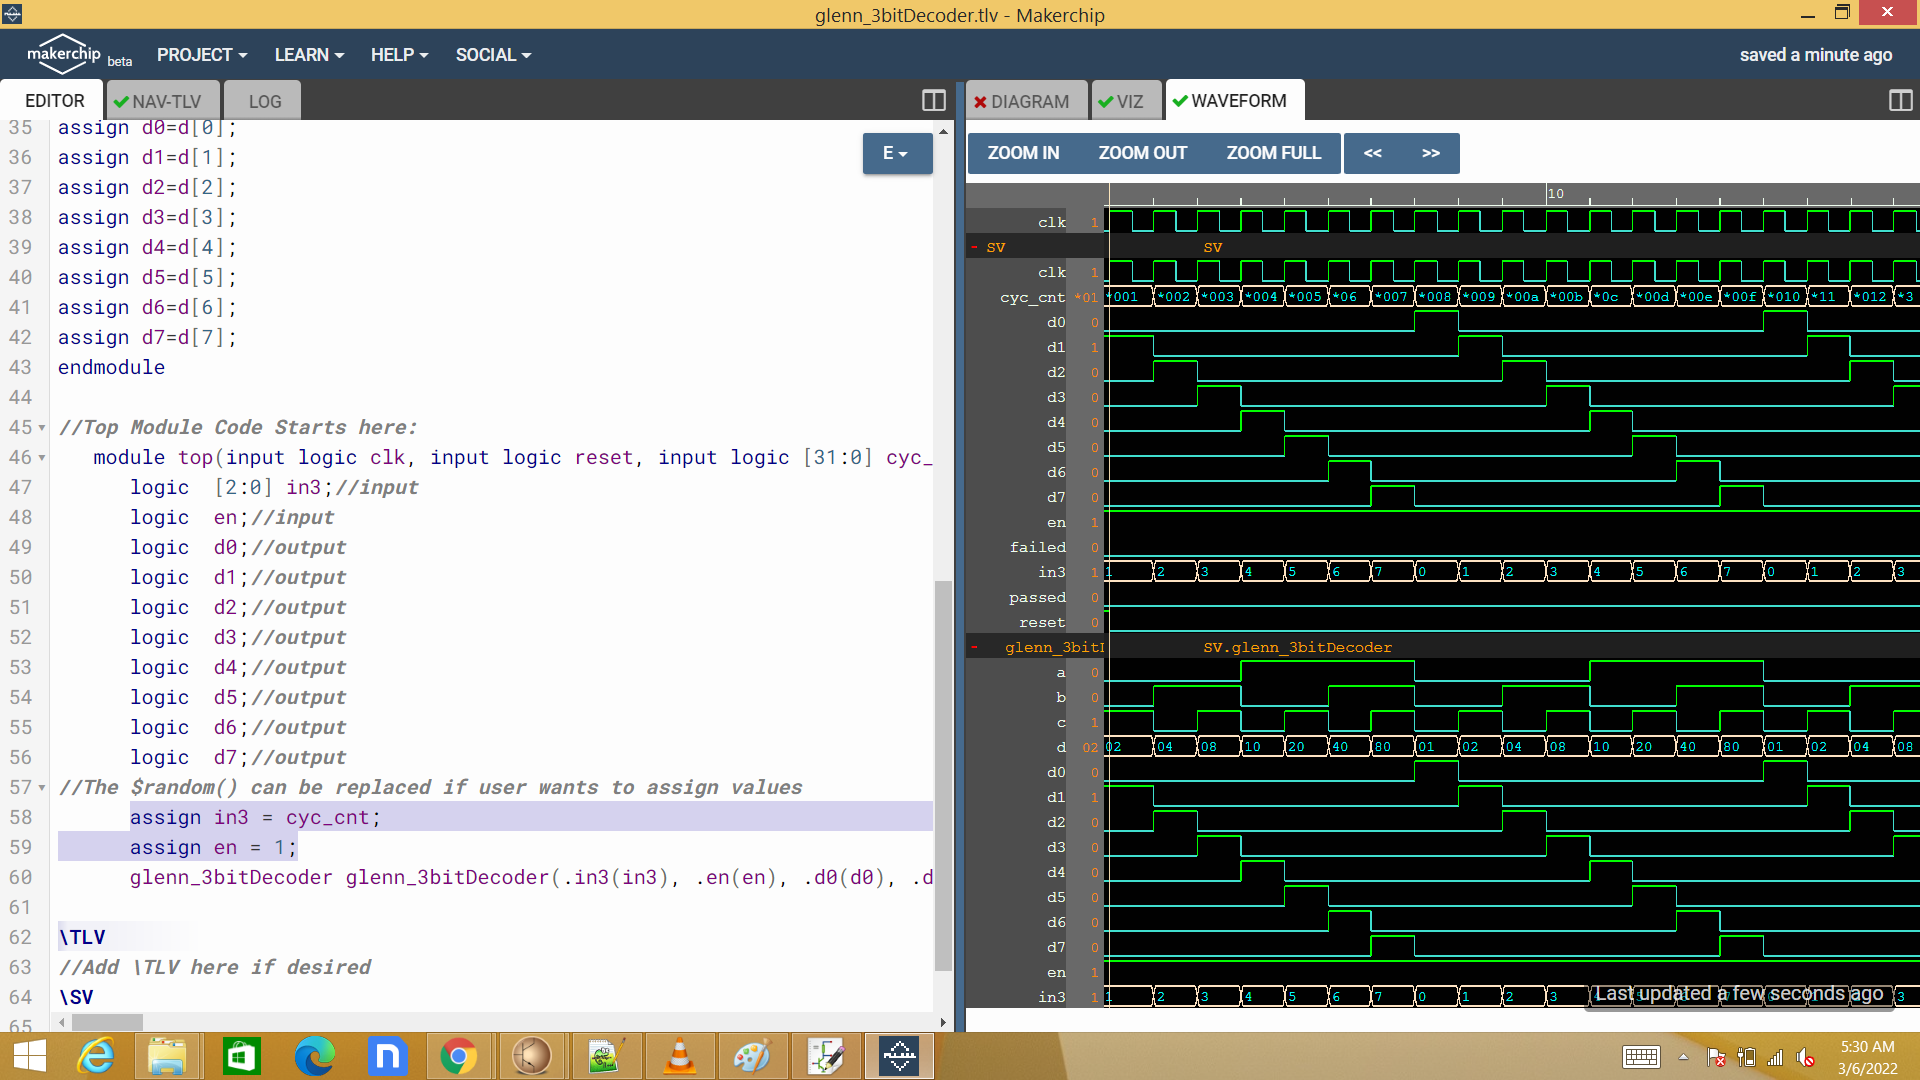 glenn_3bitDecoder.tlv - Makerchip
makerchip beta PROJECT LEARN HELP SOCIAL saved a minute ago
EDITOR NAV-TLV LOG
DIAGRAM VIZ WAVEFORM
E
35 assign d0=d[0];
36 assign d1=d[1];
37 assign d2=d[2];
38 assign d3=d[3];
39 assign d4=d[4];
40 assign d5=d[5];
41 assign d6=d[6];
42 assign d7=d[7];
43 endmodule
44
45 //Top Module Code Starts here:
46 module top(input logic clk, input logic reset, input logic [31:0] cyc_
47 logic [2:0] in3;//input
48 logic en;//input
49 logic d0;//output
50 logic d1;//output
51 logic d2;//output
52 logic d3;//output
53 logic d4;//output
54 logic d5;//output
55 logic d6;//output
56 logic d7;//output
57 //The $random() can be replaced if user wants to assign values
58 assign in3 = cyc_cnt;
59 assign en = 1;
60 glenn_3bitDecoder glenn_3bitDecoder(.in3(in3), .en(en), .d0(d0), .d
61
62 \TLV
63 //Add \TLV here if desired
64 \SV
65
ZOOM IN ZOOM OUT ZOOM FULL << >>
10
clk 1
- SV SV
clk 1
cyc_cnt *01 *001 *002 *003 *004 *005 *06 *007 *008 *009 *00a *00b *0c *00d *00e *00f *010 *11 *012 *3
d0 0
d1 1
d2 0
d3 0
d4 0
d5 0
d6 0
d7 0
en 1
failed 0
in3 1 1 2 3 4 5 6 7 0 1 2 3 4 5 6 7 0 1 2 3
passed 0
reset 0
- glenn_3bitD SV.glenn_3bitDecoder
a 0
b 0
c 1
d 02 02 04 08 10 20 40 80 01 02 04 08 10 20 40 80 01 02 04 08
d0 0
d1 1
d2 0
d3 0
d4 0
d5 0
d6 0
d7 0
en 1
in3 1 1 2 3 4 5 6 7 0 1 2 3 3
Last updated a few seconds ago
5:30 AM
3/6/2022